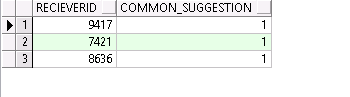 RECIEVERID COMMON_SUGGESTION
1 9417 1
2 7421 1
3 8636 1